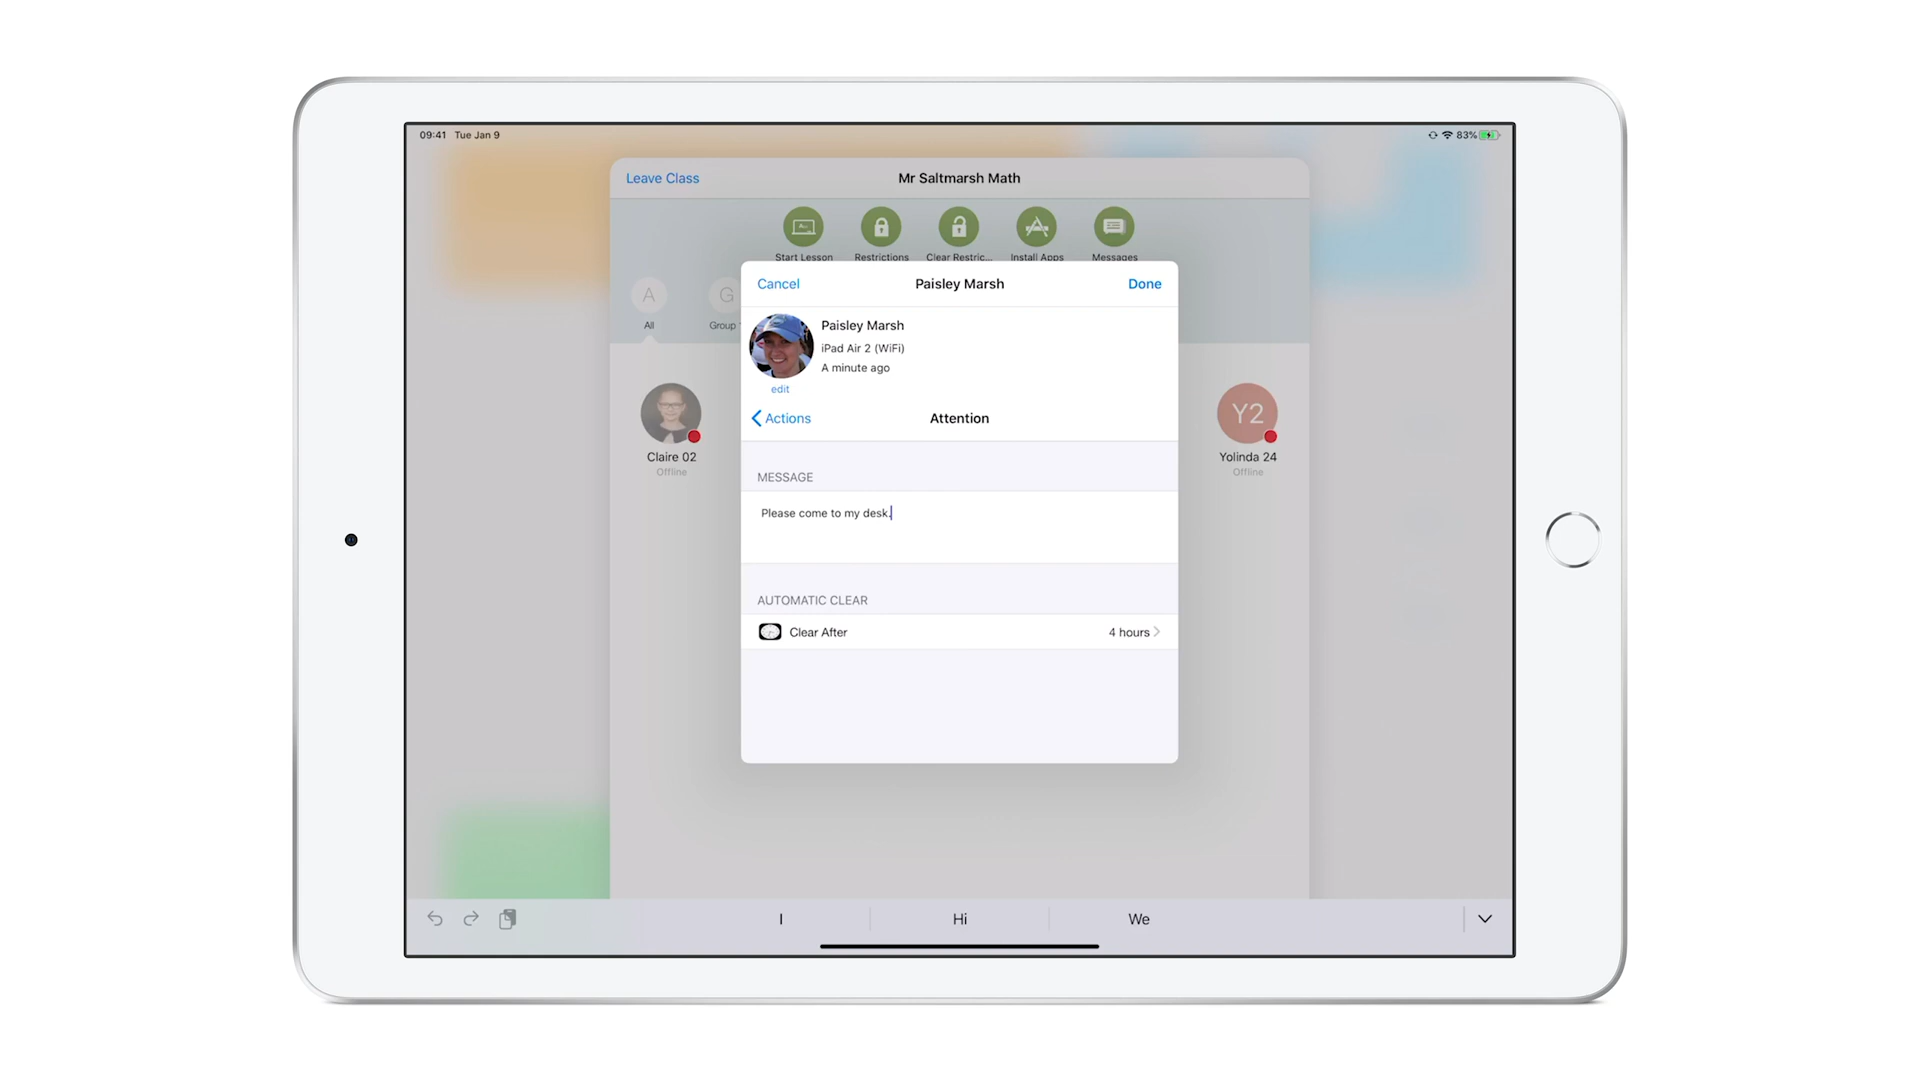 09:41 Tue Jan 9
83%
Leave Class
Mr Saltmarsh Math
Start Lesson
Restrictions
Clear Restric...
Install Apps
Messages
A
G
All
Group
Cancel
Paisley Marsh
Done
Paisley Marsh
iPad Air 2 (WiFi)
A minute ago
edit
Actions
Attention
Y2
Claire 02
Offline
Yolinda 24
Offline
MESSAGE
Please come to my desk.
AUTOMATIC CLEAR
Clear After
4 hours
I
Hi
We